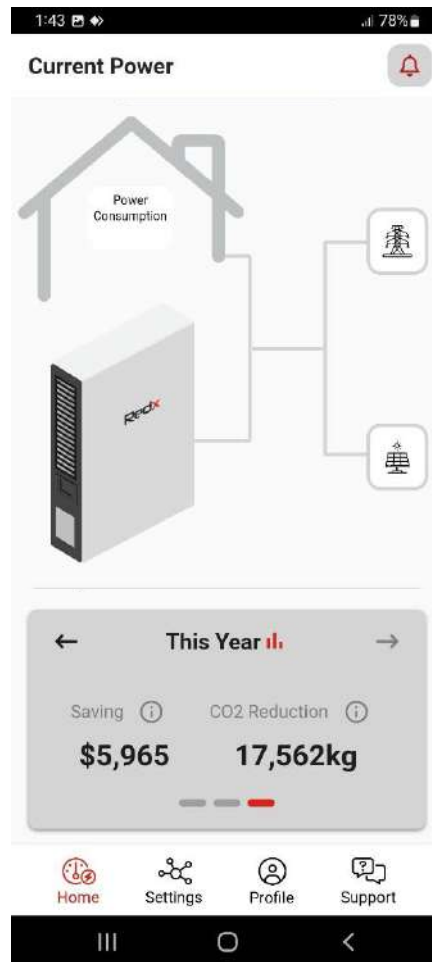 1:43 78%
Current Power
Power
Consumption
Redx
This Year
Saving CO2 Reduction
$5,965 17,562kg
Home Settings Profile Support